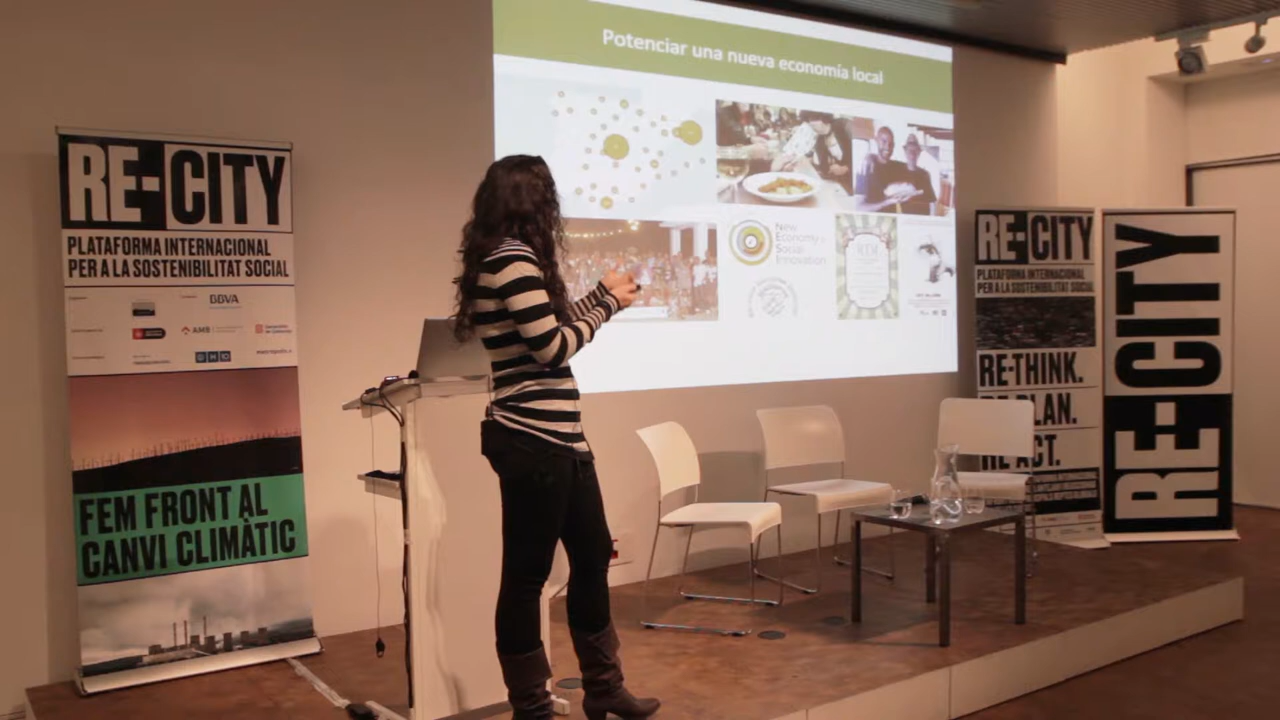 Potenciar una nueva economía local
New
Economy
Social
Innovation
RE-CITY
PLATAFORMA INTERNACIONAL
PER A LA SOSTENIBILITAT SOCIAL
BBVA
AMB
metropolis
FEM FRONT AL
CANVI CLIMÀTIC
RE-CITY
PLATAFORMA INTERNACIONAL
PER A LA SOSTENIBILITAT SOCIAL
RE-THINK.
PLAN.
RE ACT.
RE-CITY